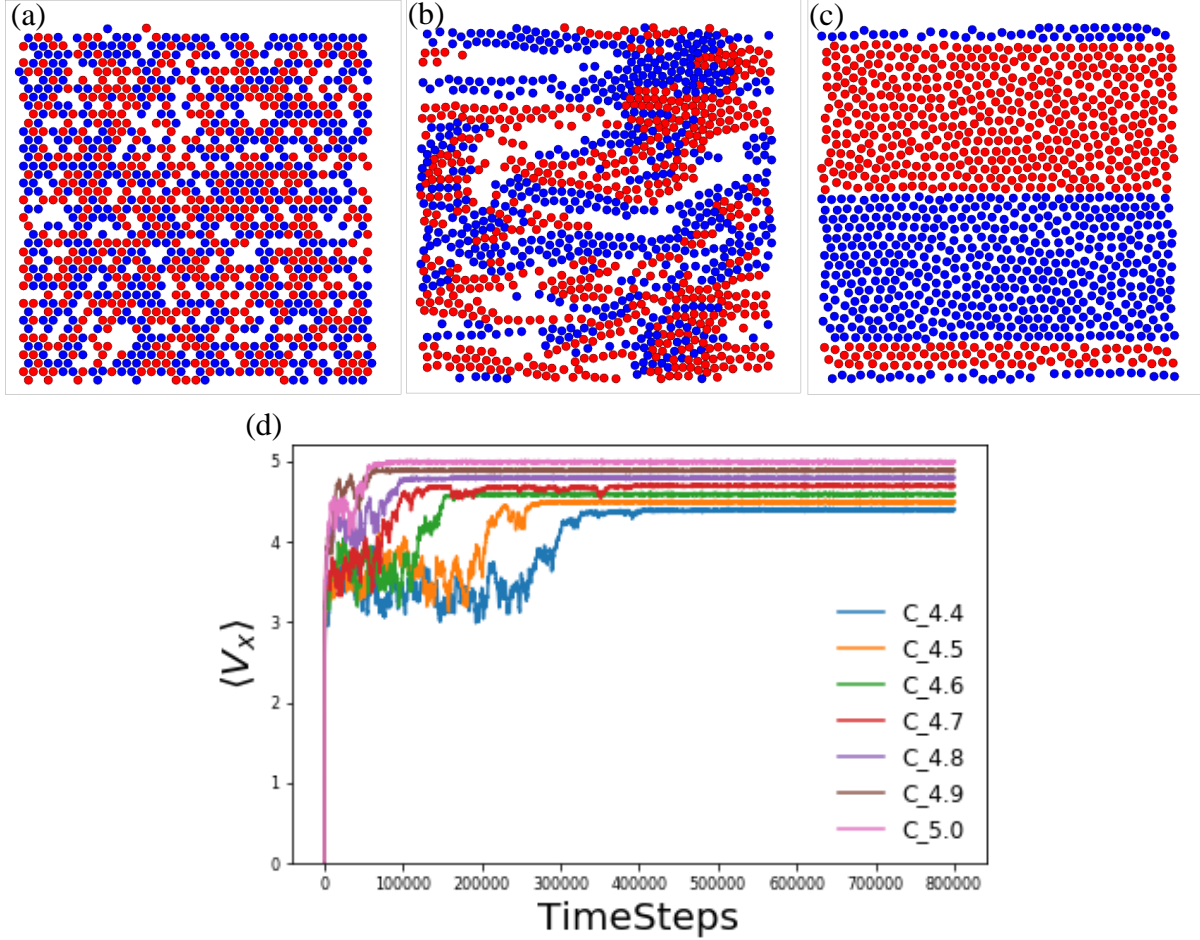 (a)
(b)
(c)
(d)
5
4
3
2
1
0
⟨Vx⟩
C_4.4
C_4.5
C_4.6
C_4.7
C_4.8
C_4.9
C_5.0
0 100000 200000 300000 400000 500000 600000 700000 800000
TimeSteps